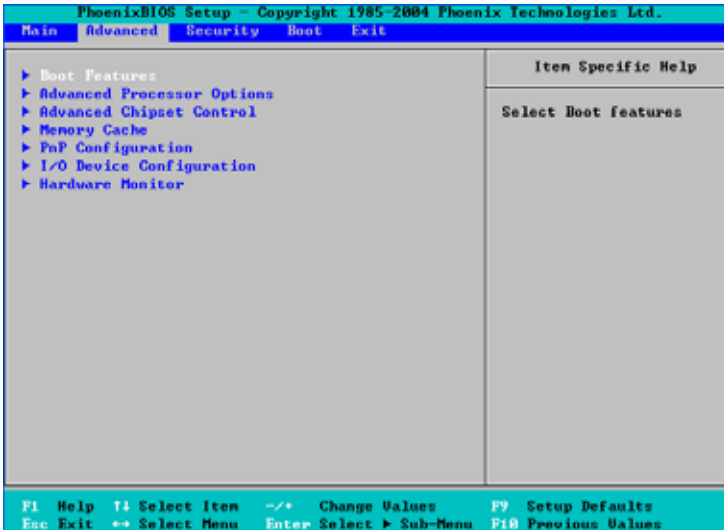 PhoenixBIOS Setup - Copyright 1985-2004 Phoenix Technologies Ltd.
Main Advanced Security Boot Exit
Boot Features
Advanced Processor Options
Advanced Chipset Control
Memory Cache
PnP Configuration
I/O Device Configuration
Hardware Monitor
Item Specific Help
Select Boot features
F1 Help ↑↓ Select Item -/+ Change Values F9 Setup Defaults
Esc Exit ↔ Select Menu Enter Select ▶ Sub-Menu F10 Previous Values